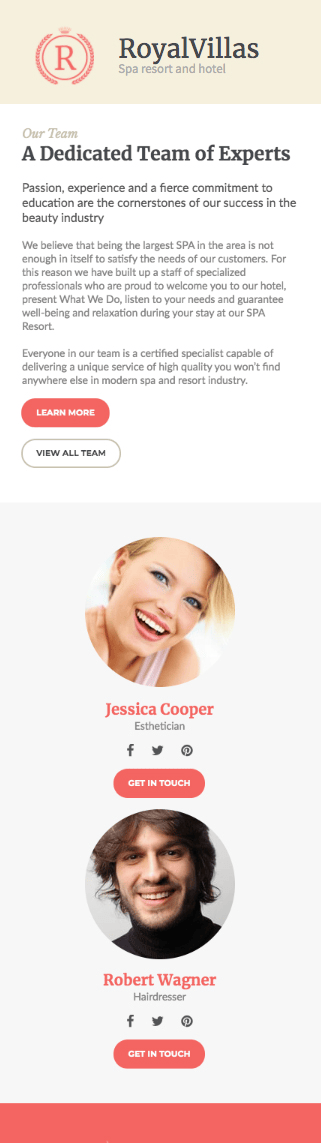 R
RoyalVillas
Spa resort and hotel
Our Team
A Dedicated Team of Experts
Passion, experience and a fierce commitment to
education are the cornerstones of our success in the
beauty industry
We believe that being the largest SPA in the area is not
enough in itself to satisfy the needs of our customers. For
this reason we have built up a staff of specialized
professionals who are proud to welcome you to our hotel,
present What We Do, listen to your needs and guarantee
well-being and relaxation during your stay at our SPA
Resort.
Everyone in our team is a certified specialist capable of
delivering a unique service of high quality you won't find
anywhere else in modern spa and resort industry.
LEARN MORE
VIEW ALL TEAM
Jessica Cooper
Esthetician
GET IN TOUCH
Robert Wagner
Hairdresser
GET IN TOUCH